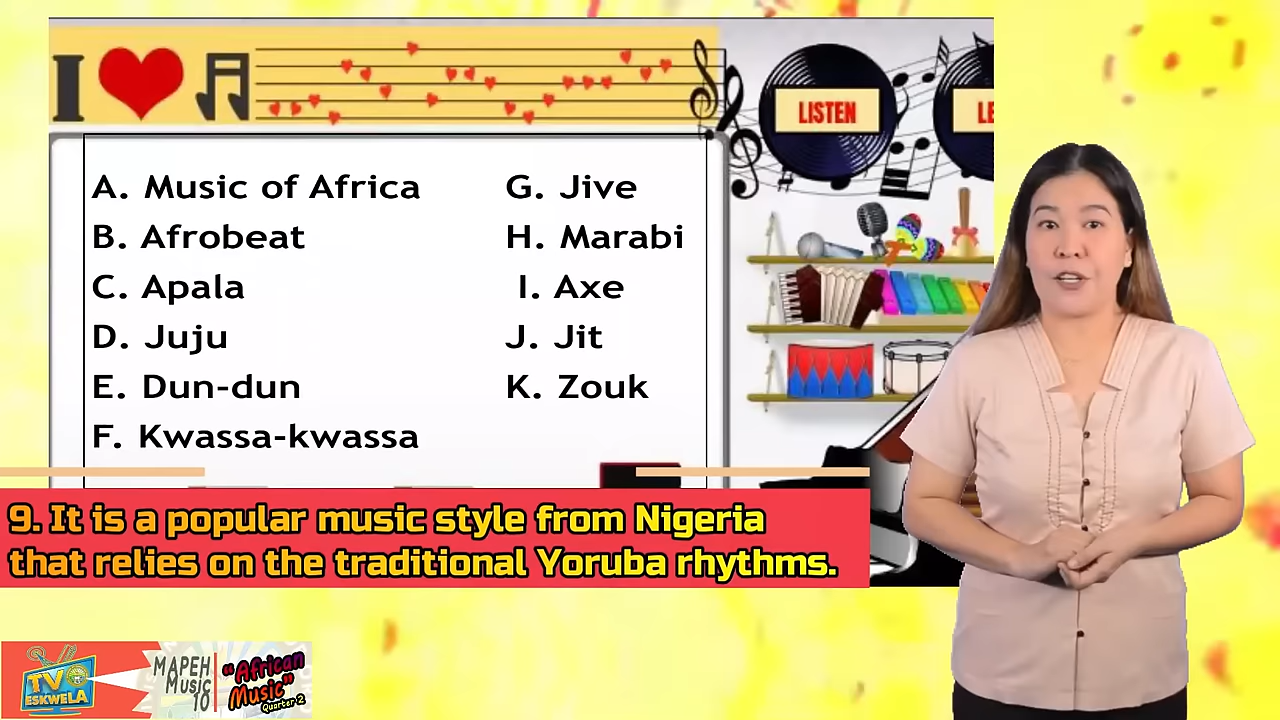 I
LISTEN
LE
A. Music of Africa
B. Afrobeat
C. Apala
D. Juju
E. Dun-dun
F. Kwassa-kwassa
G. Jive
H. Marabi
I. Axe
J. Jit
K. Zouk
9. It is a popular music style from Nigeria
that relies on the traditional Yoruba rhythms.
TV
ESKWELA
MAPEH
Music
10
"African
Music"
Quarter 2